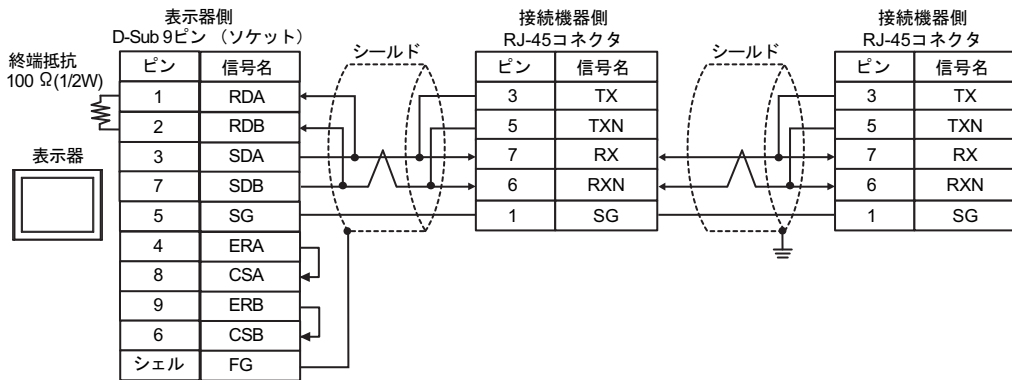 表示器側
D-Sub 9ピン （ソケット）
終端抵抗
100 Ω(1/2W)
表示器
ピン 信号名
1 RDA
2 RDB
3 SDA
7 SDB
5 SG
4 ERA
8 CSA
9 ERB
6 CSB
シェル FG
シールド
接続機器側
RJ-45コネクタ
ピン 信号名
3 TX
5 TXN
7 RX
6 RXN
1 SG
シールド
接続機器側
RJ-45コネクタ
ピン 信号名
3 TX
5 TXN
7 RX
6 RXN
1 SG